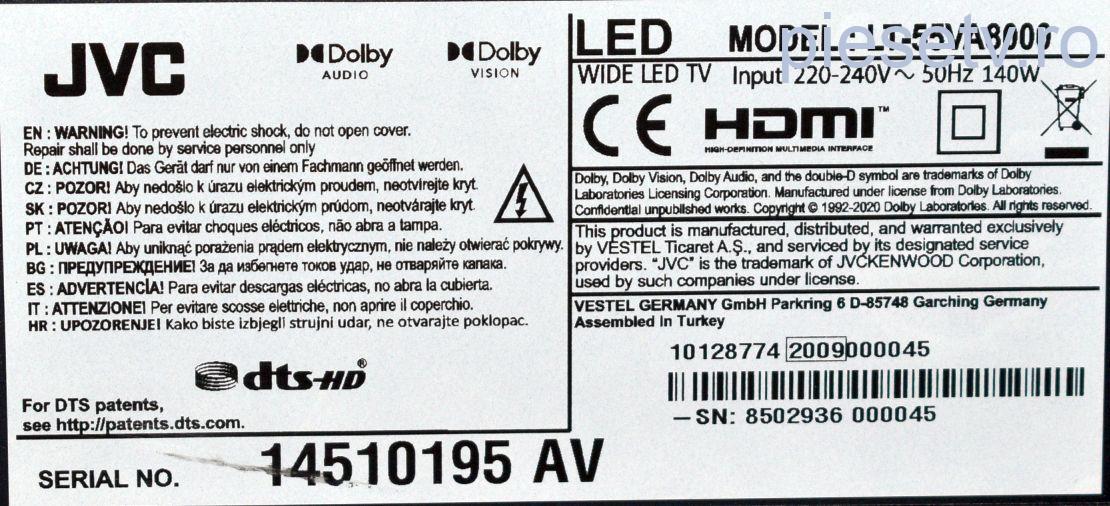 JVC
Dolby
AUDIO
Dolby
VISION
EN : WARNING! To prevent electric shock, do not open cover.
Repair shall be done by service personnel only
DE : ACHTUNG! Das Gerät darf nur von einem Fachmann geöffnet werden.
CZ : POZOR! Aby nedošlo k úrazu elektrickým proudem, neotvírejte kryt.
SK : POZOR! Aby nedošlo k úrazu elektrickým prúdom, neotvárajte kryt.
PT : ATENÇÃO! Para evitar choques eléctricos, não abra a tampa.
PL : UWAGA! Aby uniknąć porażenia prądem elektrycznym, nie należy otwierać pokrywy.
BG : ПРЕДУПРЕЖДЕНИЕ! За да избегнете токов удар, не отваряйте капака.
ES : ADVERTENCIA! Para evitar descargas eléctricas, no abra la cubierta.
IT : ATTENZIONE! Per evitare scosse elettriche, non aprire il coperchio.
HR : UPOZORENJE! Kako biste izbjegli strujni udar, ne otvarajte poklopac.
dts-HD®
For DTS patents,
see http://patents.dts.com.
SERIAL NO. 14510195 AV
LED MODEL LT-55VA8000
piesetv.ro
WIDE LED TV Input 220-240V~ 50Hz 140W
CE HDMI™
HIGH-DEFINITION MULTIMEDIA INTERFACE
Dolby, Dolby Vision, Dolby Audio, and the double-D symbol are trademarks of Dolby
Laboratories Licensing Corporation. Manufactured under license from Dolby Laboratories.
Confidential unpublished works. Copyright © 1992-2020 Dolby Laboratories. All rights reserved.
This product is manufactured, distributed, and warranted exclusively
by VESTEL Ticaret A.Ş., and serviced by its designated service
providers. "JVC" is the trademark of JVCKENWOOD Corporation,
used by such companies under license.
VESTEL GERMANY GmbH Parkring 6 D-85748 Garching Germany
Assembled In Turkey
10128774 2009000045
–SN: 8502936 000045